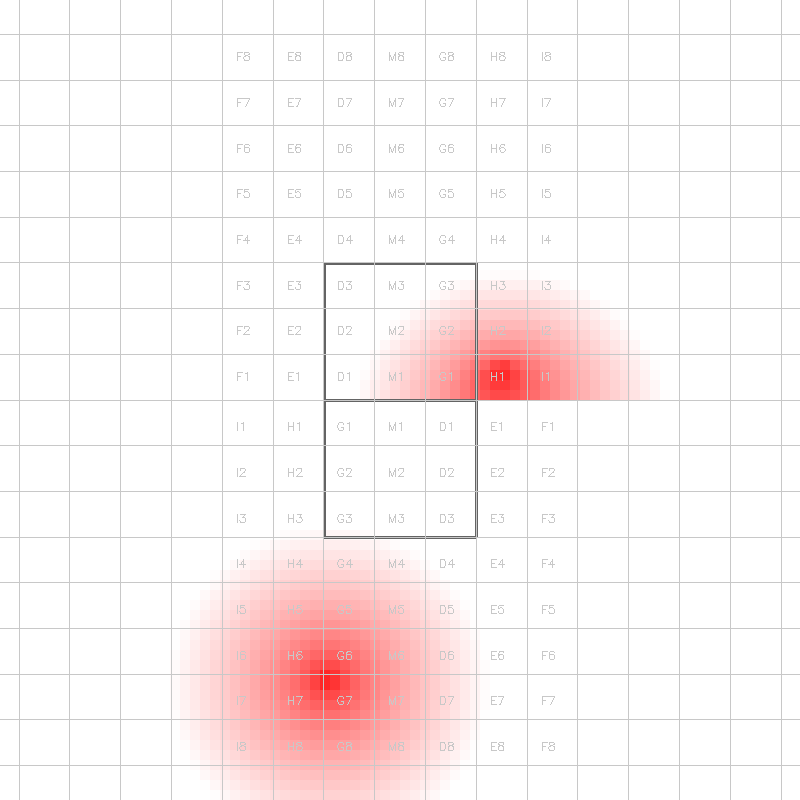 F8 E8 D8 M8 G8 H8 I8
F7 E7 D7 M7 G7 H7 I7
F6 E6 D6 M6 G6 H6 I6
F5 E5 D5 M5 G5 H5 I5
F4 E4 D4 M4 G4 H4 I4
F3 E3 D3 M3 G3 H3 I3
F2 E2 D2 M2 G2 H2 I2
F1 E1 D1 M1 G1 H1 I1
I1 H1 G1 M1 D1 E1 F1
I2 H2 G2 M2 D2 E2 F2
I3 H3 G3 M3 D3 E3 F3
I4 H4 G4 M4 D4 E4 F4
I5 H5 G5 M5 D5 E5 F5
I6 H6 G6 M6 D6 E6 F6
I7 H7 G7 M7 D7 E7 F7
I8 H8 G8 M8 D8 E8 F8